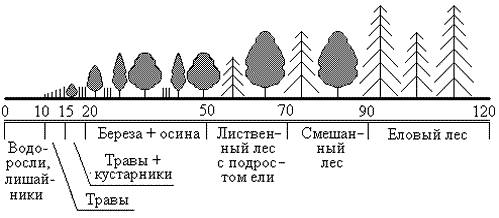 0 10 15 20 50 70 90 120
Водо-
росли,
лишай-
ники
Травы
Травы +
кустарники
Береза + осина
Листвен-
ный лес
с подрос-
том ели
Смешан-
ный
лес
Еловый лес